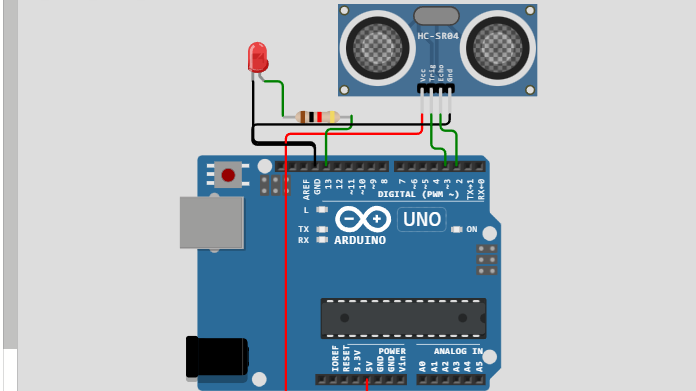 HC-SR04
Vcc
Trig
Echo
Gnd
AREF
GND
13
12
~11
~10
~9
8
7
~6
~5
4
~3
2
TX→1
RX←0
DIGITAL (PWM ~)
L
TX
RX
UNO
ON
ARDUINO
POWER
ANALOG IN
IOREF
RESET
3.3V
5V
GND
GND
Vin
A0
A1
A2
A3
A4
A5